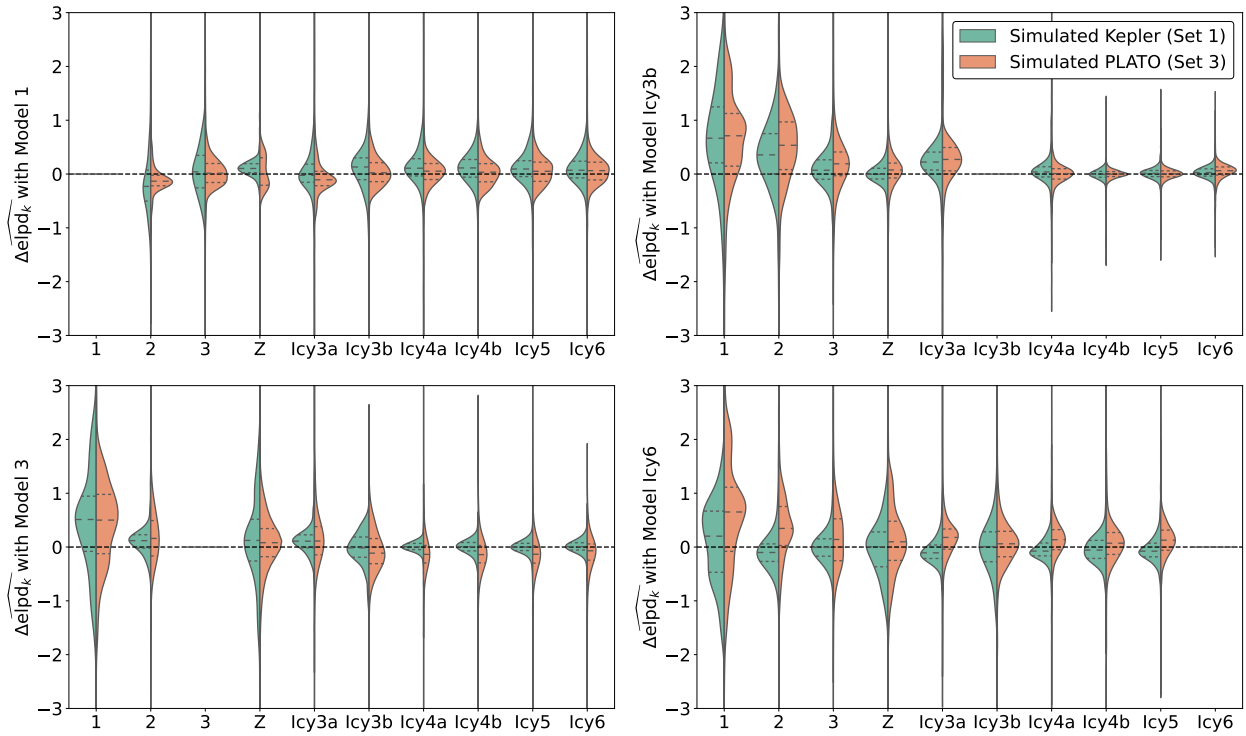 3
2
1
0
−1
−2
−3
Δelpdₖ with Model 1
1 2 3 Z Icy3a Icy3b Icy4a Icy4b Icy5 Icy6
3
2
1
0
−1
−2
−3
Δelpdₖ with Model Icy3b
Simulated Kepler (Set 1)
Simulated PLATO (Set 3)
1 2 3 Z Icy3a Icy3b Icy4a Icy4b Icy5 Icy6
3
2
1
0
−1
−2
−3
Δelpdₖ with Model 3
1 2 3 Z Icy3a Icy3b Icy4a Icy4b Icy5 Icy6
3
2
1
0
−1
−2
−3
Δelpdₖ with Model Icy6
1 2 3 Z Icy3a Icy3b Icy4a Icy4b Icy5 Icy6